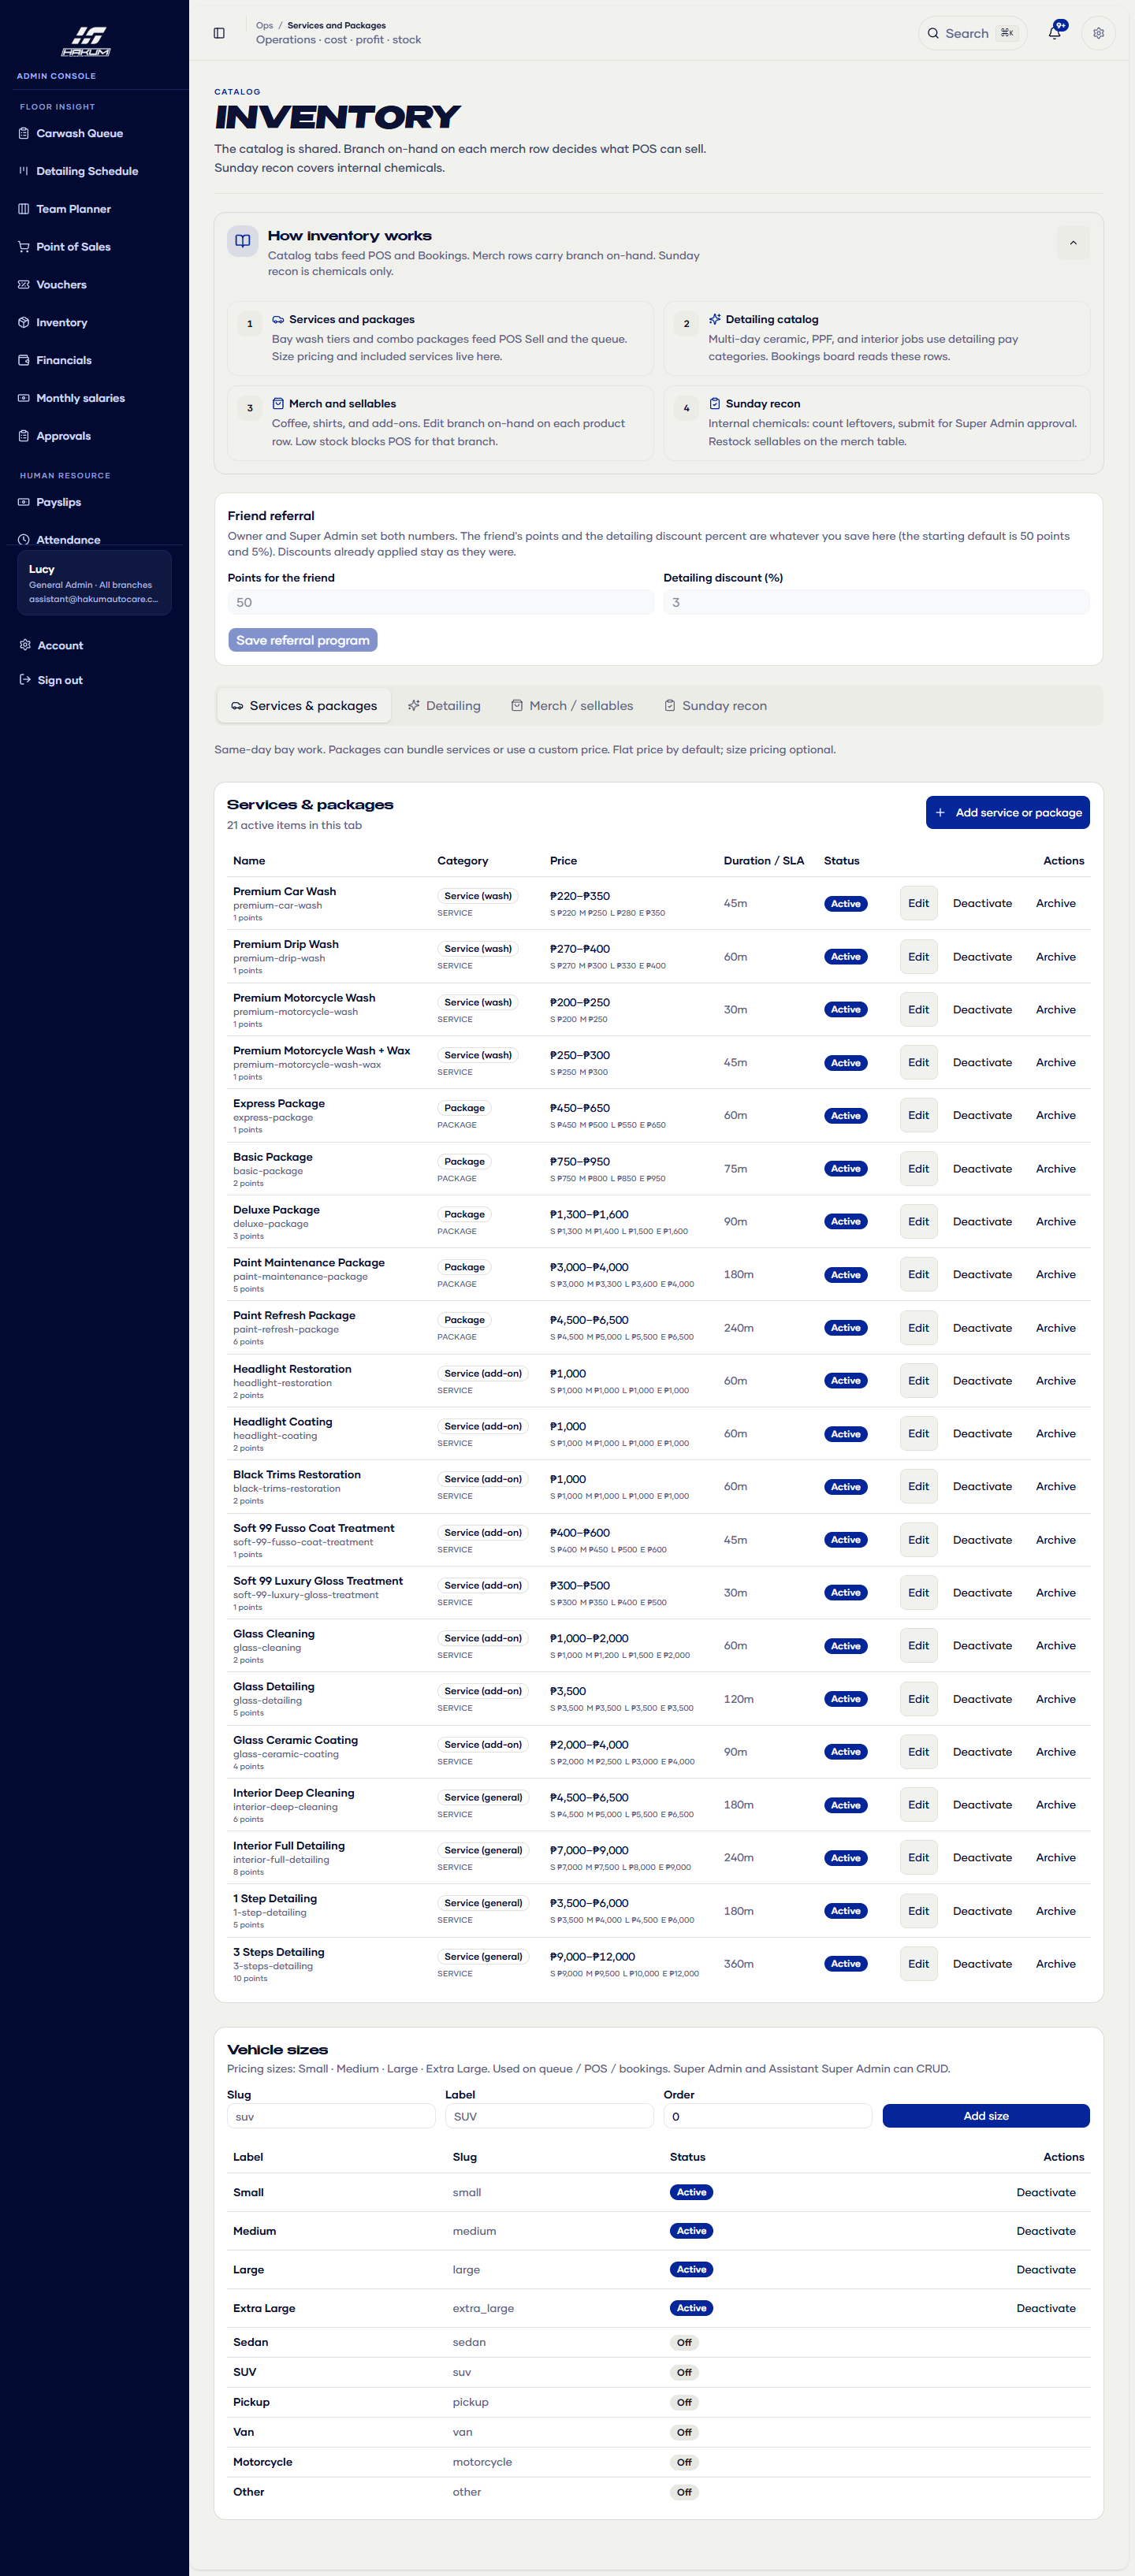 HAKUM
ADMIN CONSOLE
FLOOR INSIGHT
Carwash Queue
Detailing Schedule
Team Planner
Point of Sales
Vouchers
Inventory
Financials
Monthly salaries
Approvals
HUMAN RESOURCE
Payslips
Attendance
Lucy
General Admin · All branches
assistant@hakumautocare.c...
Account
Sign out
Ops / Services and Packages
Operations · cost · profit · stock
Search ⌘K
9+
CATALOG
INVENTORY
The catalog is shared. Branch on-hand on each merch row decides what POS can sell.
Sunday recon covers internal chemicals.
How inventory works
Catalog tabs feed POS and Bookings. Merch rows carry branch on-hand. Sunday
recon is chemicals only.
1 Services and packages
Bay wash tiers and combo packages feed POS Sell and the queue.
Size pricing and included services live here.
2 Detailing catalog
Multi-day ceramic, PPF, and interior jobs use detailing pay
categories. Bookings board reads these rows.
3 Merch and sellables
Coffee, shirts, and add-ons. Edit branch on-hand on each product
row. Low stock blocks POS for that branch.
4 Sunday recon
Internal chemicals: count leftovers, submit for Super Admin approval.
Restock sellables on the merch table.
Friend referral
Owner and Super Admin set both numbers. The friend's points and the detailing discount percent are whatever you save here (the starting default is 50 points
and 5%). Discounts already applied stay as they were.
Points for the friend
50
Detailing discount (%)
3
Save referral program
Services & packages Detailing Merch / sellables Sunday recon
Same-day bay work. Packages can bundle services or use a custom price. Flat price by default; size pricing optional.
Services & packages
21 active items in this tab
+ Add service or package
Name Category Price Duration / SLA Status Actions
Premium Car Wash Service (wash) ₱220–₱350 45m Active Edit Deactivate Archive
premium-car-wash SERVICE S ₱220 M ₱250 L ₱280 E ₱350
1 points
Premium Drip Wash Service (wash) ₱270–₱400 60m Active Edit Deactivate Archive
premium-drip-wash SERVICE S ₱270 M ₱300 L ₱330 E ₱400
1 points
Premium Motorcycle Wash Service (wash) ₱200–₱250 30m Active Edit Deactivate Archive
premium-motorcycle-wash SERVICE S ₱200 M ₱250
1 points
Premium Motorcycle Wash + Wax Service (wash) ₱250–₱300 45m Active Edit Deactivate Archive
premium-motorcycle-wash-wax SERVICE S ₱250 M ₱300
1 points
Express Package Package ₱450–₱650 60m Active Edit Deactivate Archive
express-package PACKAGE S ₱450 M ₱500 L ₱550 E ₱650
1 points
Basic Package Package ₱750–₱950 75m Active Edit Deactivate Archive
basic-package PACKAGE S ₱750 M ₱800 L ₱850 E ₱950
2 points
Deluxe Package Package ₱1,300–₱1,600 90m Active Edit Deactivate Archive
deluxe-package PACKAGE S ₱1,300 M ₱1,400 L ₱1,500 E ₱1,600
3 points
Paint Maintenance Package Package ₱3,000–₱4,000 180m Active Edit Deactivate Archive
paint-maintenance-package PACKAGE S ₱3,000 M ₱3,300 L ₱3,600 E ₱4,000
5 points
Paint Refresh Package Package ₱4,500–₱6,500 240m Active Edit Deactivate Archive
paint-refresh-package PACKAGE S ₱4,500 M ₱5,000 L ₱5,500 E ₱6,500
6 points
Headlight Restoration Service (add-on) ₱1,000 60m Active Edit Deactivate Archive
headlight-restoration SERVICE S ₱1,000 M ₱1,000 L ₱1,000 E ₱1,000
2 points
Headlight Coating Service (add-on) ₱1,000 60m Active Edit Deactivate Archive
headlight-coating SERVICE S ₱1,000 M ₱1,000 L ₱1,000 E ₱1,000
2 points
Black Trims Restoration Service (add-on) ₱1,000 60m Active Edit Deactivate Archive
black-trims-restoration SERVICE S ₱1,000 M ₱1,000 L ₱1,000 E ₱1,000
2 points
Soft 99 Fusso Coat Treatment Service (add-on) ₱400–₱600 45m Active Edit Deactivate Archive
soft-99-fusso-coat-treatment SERVICE S ₱400 M ₱450 L ₱500 E ₱600
1 points
Soft 99 Luxury Gloss Treatment Service (add-on) ₱300–₱500 30m Active Edit Deactivate Archive
soft-99-luxury-gloss-treatment SERVICE S ₱300 M ₱350 L ₱400 E ₱500
1 points
Glass Cleaning Service (add-on) ₱1,000–₱2,000 60m Active Edit Deactivate Archive
glass-cleaning SERVICE S ₱1,000 M ₱1,200 L ₱1,500 E ₱2,000
2 points
Glass Detailing Service (add-on) ₱3,500 120m Active Edit Deactivate Archive
glass-detailing SERVICE S ₱3,500 M ₱3,500 L ₱3,500 E ₱3,500
5 points
Glass Ceramic Coating Service (add-on) ₱2,000–₱4,000 90m Active Edit Deactivate Archive
glass-ceramic-coating SERVICE S ₱2,000 M ₱2,500 L ₱3,000 E ₱4,000
4 points
Interior Deep Cleaning Service (general) ₱4,500–₱6,500 180m Active Edit Deactivate Archive
interior-deep-cleaning SERVICE S ₱4,500 M ₱5,000 L ₱5,500 E ₱6,500
6 points
Interior Full Detailing Service (general) ₱7,000–₱9,000 240m Active Edit Deactivate Archive
interior-full-detailing SERVICE S ₱7,000 M ₱7,500 L ₱8,000 E ₱9,000
8 points
1 Step Detailing Service (general) ₱3,500–₱6,000 180m Active Edit Deactivate Archive
1-step-detailing SERVICE S ₱3,500 M ₱4,000 L ₱4,500 E ₱6,000
5 points
3 Steps Detailing Service (general) ₱9,000–₱12,000 360m Active Edit Deactivate Archive
3-steps-detailing SERVICE S ₱9,000 M ₱9,500 L ₱10,000 E ₱12,000
10 points
Vehicle sizes
Pricing sizes: Small · Medium · Large · Extra Large. Used on queue / POS / bookings. Super Admin and Assistant Super Admin can CRUD.
Slug Label Order
suv SUV 0 Add size
Label Slug Status Actions
Small small Active Deactivate
Medium medium Active Deactivate
Large large Active Deactivate
Extra Large extra_large Active Deactivate
Sedan sedan Off
SUV suv Off
Pickup pickup Off
Van van Off
Motorcycle motorcycle Off
Other other Off